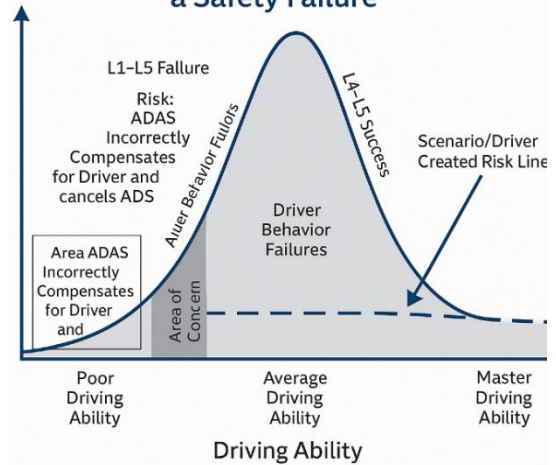 a Safety Failure
L1–L5 Fallure
Risk:
ADAS
Incorrectly
Compensates
for Driver and
cancels ADS
Aluer Behavior Fulors
L4–L5 Success
Scenario/Driver
Created Risk Line
Driver
Behavior
Failures
Area ADAS
Incorrectly
Compensates
for Driver
and
Area of
Concern
Poor
Driving
Ability
Average
Driving
Ability
Master
Driving
Ability
Driving Ability